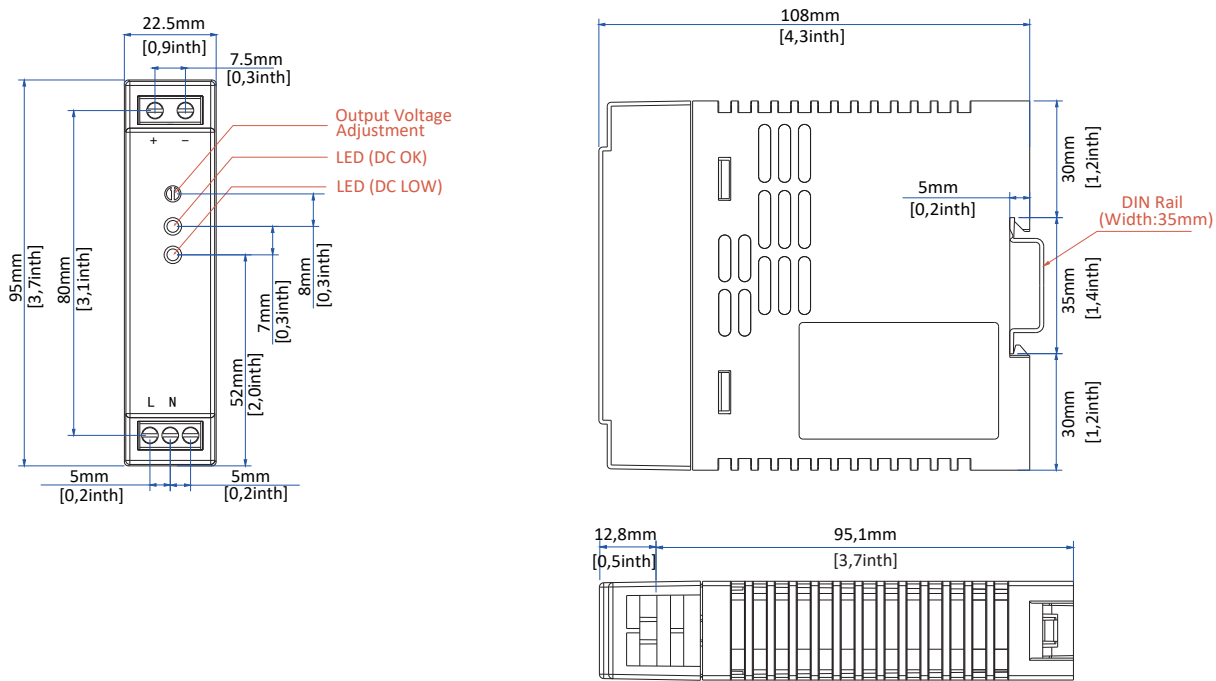 22.5mm
[0,9inth]
7.5mm
[0,3inth]
+ −
Output Voltage
Adjustment
LED (DC OK)
LED (DC LOW)
95mm
[3,7inth]
80mm
[3,1inth]
8mm
[0,3inth]
7mm
[0,3inth]
52mm
[2,0inth]
L N
5mm
[0,2inth]
5mm
[0,2inth]
108mm
[4,3inth]
30mm
[1,2inth]
5mm
[0,2inth]
DIN Rail
(Width:35mm)
35mm
[1,4inth]
30mm
[1,2inth]
12,8mm
[0,5inth]
95,1mm
[3,7inth]